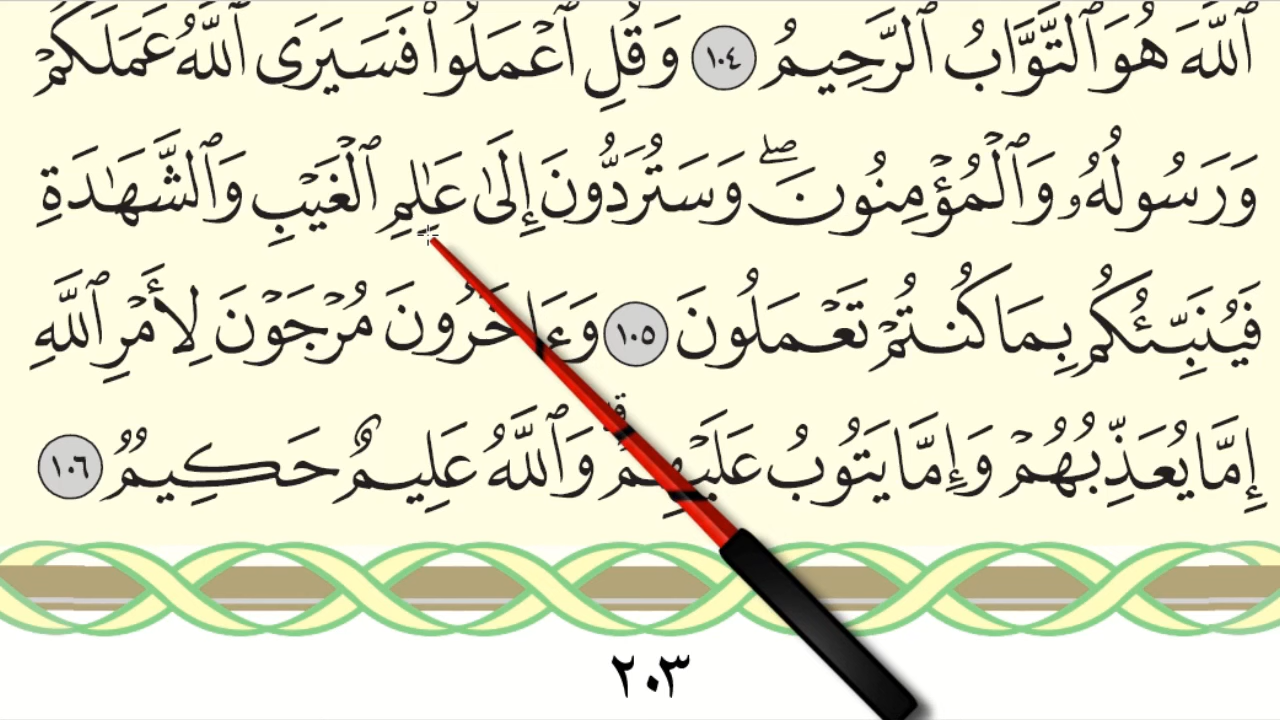 ٱللَّهَ هُوَ ٱلتَّوَّابُ ٱلرَّحِيمُ ١٠٤ وَقُلِ ٱعْمَلُوا۟ فَسَيَرَى ٱللَّهُ عَمَلَكُمْ
وَرَسُولُهُۥ وَٱلْمُؤْمِنُونَ ۖ وَسَتُرَدُّونَ إِلَىٰ عَـٰلِمِ ٱلْغَيْبِ وَٱلشَّهَـٰدَةِ
فَيُنَبِّئُكُم بِمَا كُنتُمْ تَعْمَلُونَ ١٠٥ وَءَاخَرُونَ مُرْجَوْنَ لِأَمْرِ ٱللَّهِ
إِمَّا يُعَذِّبُهُمْ وَإِمَّا يَتُوبُ عَلَيْهِمْ ۗ وَٱللَّهُ عَلِيمٌ حَكِيمٌ ١٠٦
٢٠٣